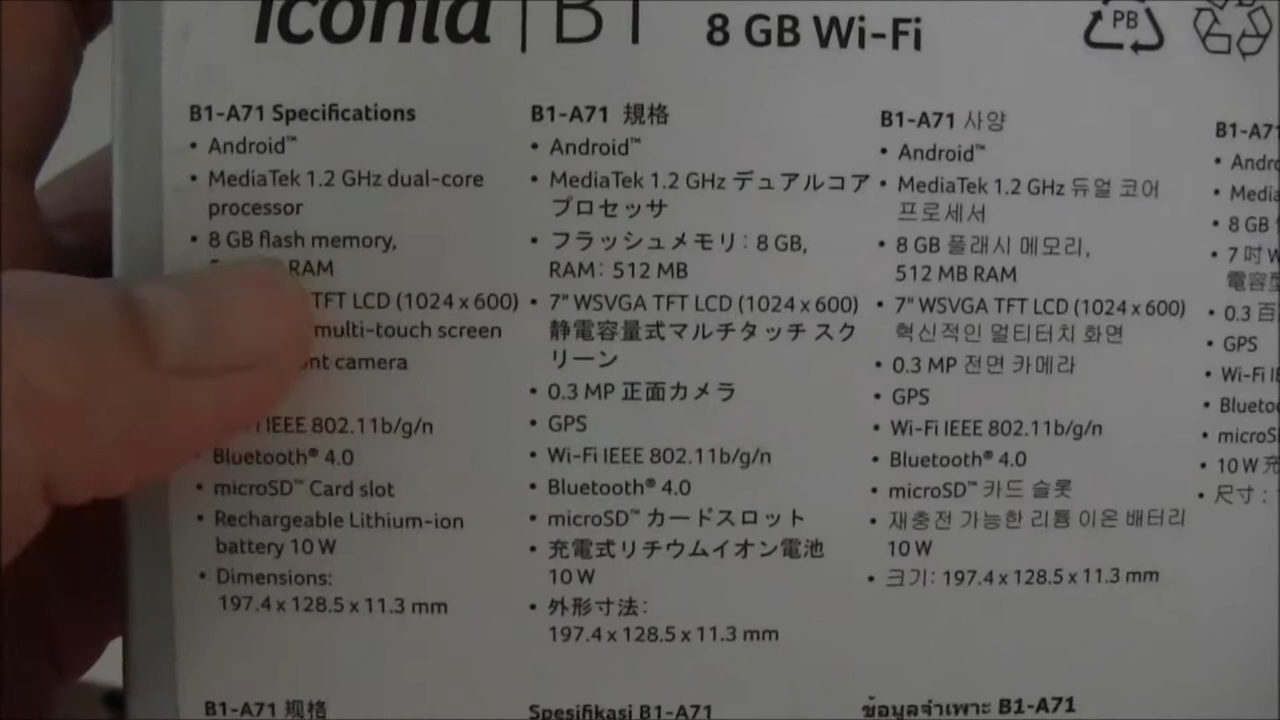 Iconia | B1 8 GB Wi-Fi
PB
B1-A71 Specifications
• Android™
• MediaTek 1.2 GHz dual-core
processor
• 8 GB flash memory,
RAM
TFT LCD (1024 x 600)
multi-touch screen
camera
IEEE 802.11b/g/n
Bluetooth® 4.0
• microSD™ Card slot
• Rechargeable Lithium-ion
battery 10 W
• Dimensions:
197.4 x 128.5 x 11.3 mm
B1-A71 規格
• Android™
• MediaTek 1.2 GHz デュアルコア
プロセッサ
• フラッシュメモリ: 8 GB,
RAM: 512 MB
• 7" WSVGA TFT LCD (1024 x 600)
静電容量式マルチタッチ スク
リーン
• 0.3 MP 正面カメラ
• GPS
• Wi-Fi IEEE 802.11b/g/n
• Bluetooth® 4.0
• microSD™ カードスロット
• 充電式リチウムイオン電池
10 W
• 外形寸法:
197.4 x 128.5 x 11.3 mm
B1-A71 사양
• Android™
• MediaTek 1.2 GHz 듀얼 코어
프로세서
• 8 GB 플래시 메모리,
512 MB RAM
• 7" WSVGA TFT LCD (1024 x 600)
혁신적인 멀티터치 화면
• 0.3 MP 전면 카메라
• GPS
• Wi-Fi IEEE 802.11b/g/n
• Bluetooth® 4.0
• microSD™ 카드 슬롯
• 재충전 가능한 리튬 이온 배터리
10 W
• 크기: 197.4 x 128.5 x 11.3 mm
B1-A71
•
•
• 8 GB
• 7 吋
• 0.3
• GPS
• Wi-Fi
•
•
• 10 W 充
• 尺寸:
B1-A71 规格
Spesifikasi B1-A71
ข้อมูลจำเพาะ B1-A71